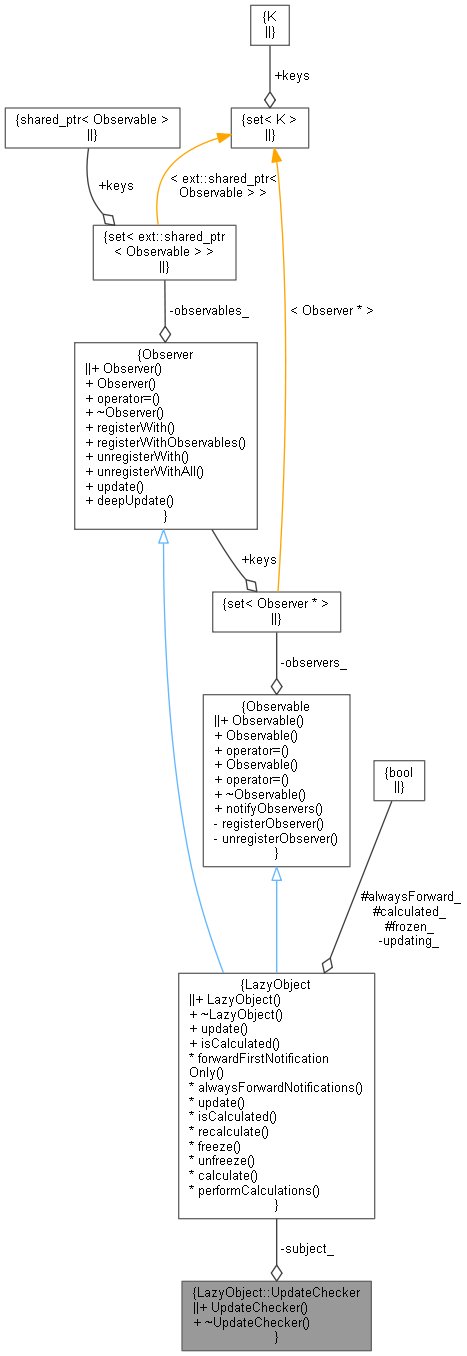 {K
||}
+keys
{shared_ptr< Observable >
||}
{set< K >
||}
+keys
< ext::shared_ptr<
Observable > >
{set< ext::shared_ptr
< Observable > >
||}
-observables_
< Observer * >
{Observer
||+ Observer()
+ Observer()
+ operator=()
+ ~Observer()
+ registerWith()
+ registerWithObservables()
+ unregisterWith()
+ unregisterWithAll()
+ update()
+ deepUpdate()
}
+keys
{set< Observer * >
||}
-observers_
{Observable
||+ Observable()
+ Observable()
+ operator=()
+ Observable()
+ operator=()
+ ~Observable()
+ notifyObservers()
- registerObserver()
- unregisterObserver()
}
{bool
||}
#alwaysForward_
#calculated_
#frozen_
-updating_
{LazyObject
||+ LazyObject()
+ ~LazyObject()
+ update()
+ isCalculated()
* forwardFirstNotification
Only()
* alwaysForwardNotifications()
* update()
* isCalculated()
* recalculate()
* freeze()
* unfreeze()
* calculate()
* performCalculations()
}
-subject_
{LazyObject::UpdateChecker
||+ UpdateChecker()
+ ~UpdateChecker()
}